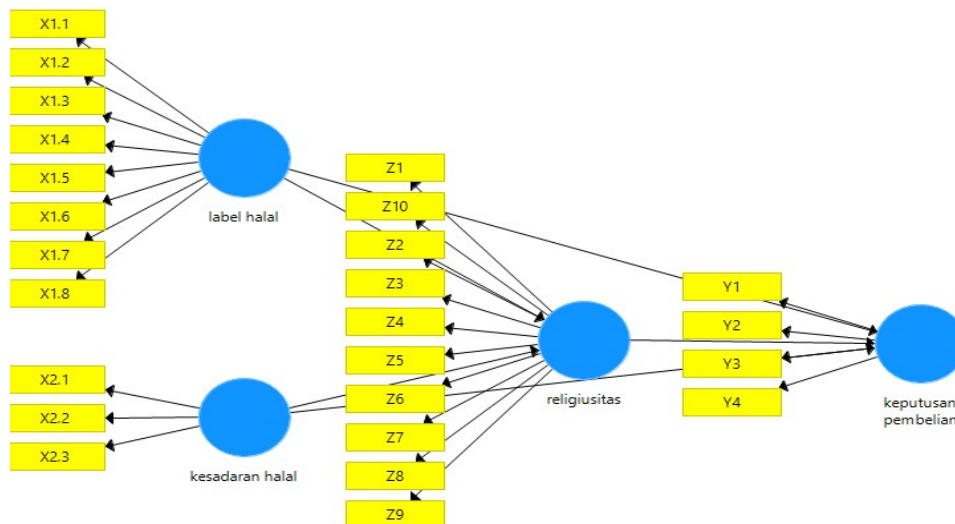 X1.1
X1.2
X1.3
X1.4
X1.5
X1.6
X1.7
X1.8
label halal
X2.1
X2.2
X2.3
kesadaran halal
Z1
Z10
Z2
Z3
Z4
Z5
Z6
Z7
Z8
Z9
religiusitas
Y1
Y2
Y3
Y4
keputusan
pembelian